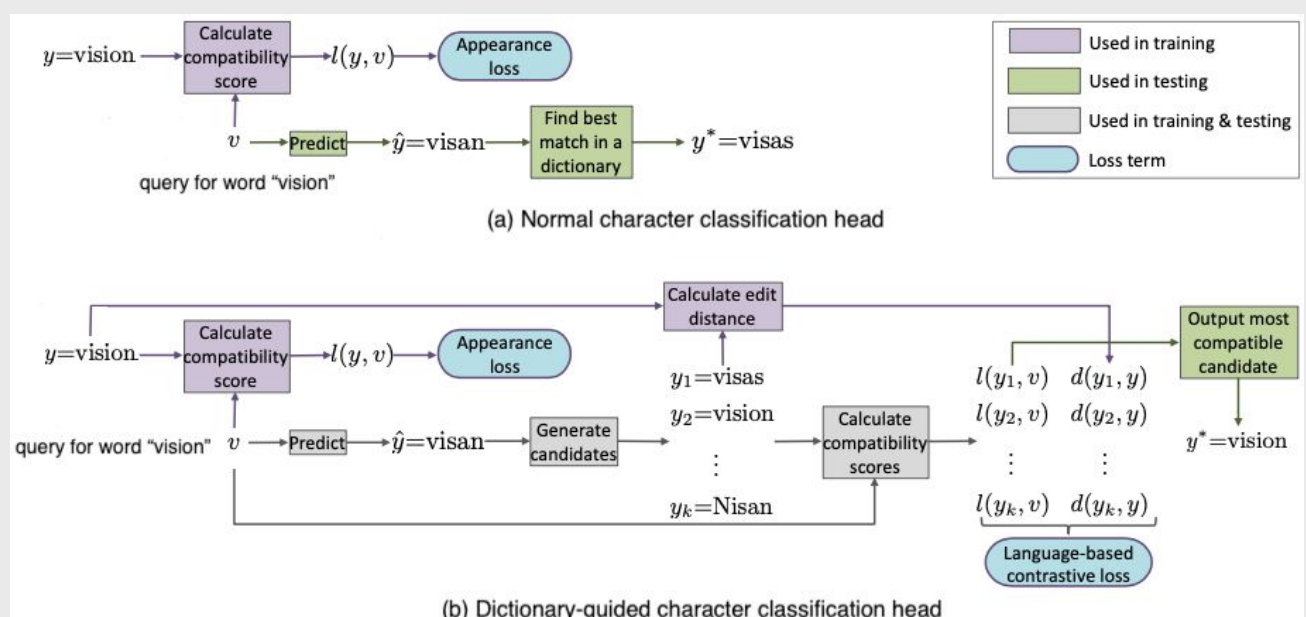 Calculate
compatibility
score
y=vision
l(y, v)
Appearance
loss
v
Predict
ŷ=visan
Find best
match in a
dictionary
y*=visas
query for word "vision"
Used in training
Used in testing
Used in training & testing
Loss term
(a) Normal character classification head
Calculate edit
distance
Calculate
compatibility
score
y=vision
l(y, v)
Appearance
loss
y₁=visas
y₂=vision
⋮
yₖ=Nisan
query for word "vision"
v
Predict
ŷ=visan
Generate
candidates
Calculate
compatibility
scores
l(y₁, v) d(y₁, y)
l(y₂, v) d(y₂, y)
⋮ ⋮
l(yₖ, v) d(yₖ, y)
Language-based
contrastive loss
Output most
compatible
candidate
y*=vision
(b) Dictionary-guided character classification head